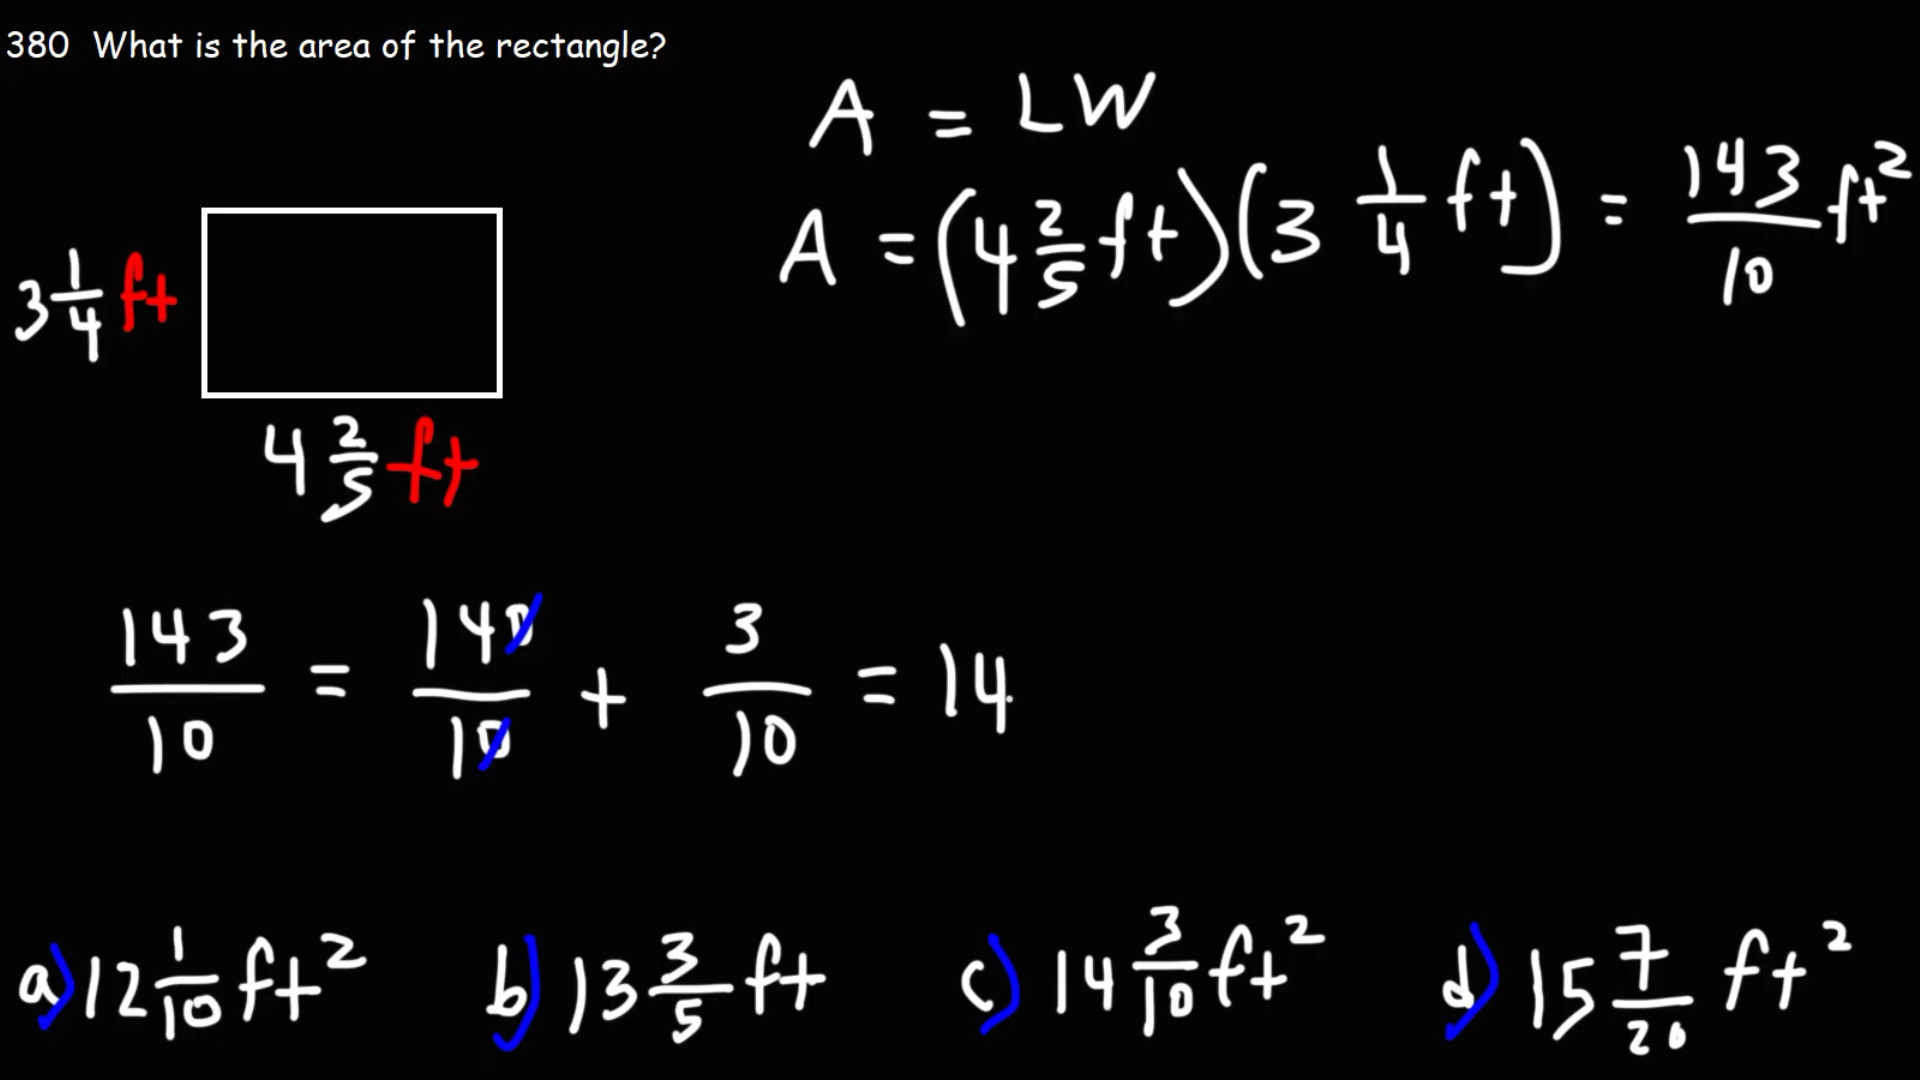 380 What is the area of the rectangle?
A = LW
A = (4 2/5 ft)(3 1/4 ft) = 143/10 ft²
3 1/4 ft
4 2/5 ft
143/10 = 140/10 + 3/10 = 14
a) 12 1/10 ft² b) 13 3/5 ft c) 14 3/10 ft² d) 15 7/20 ft²